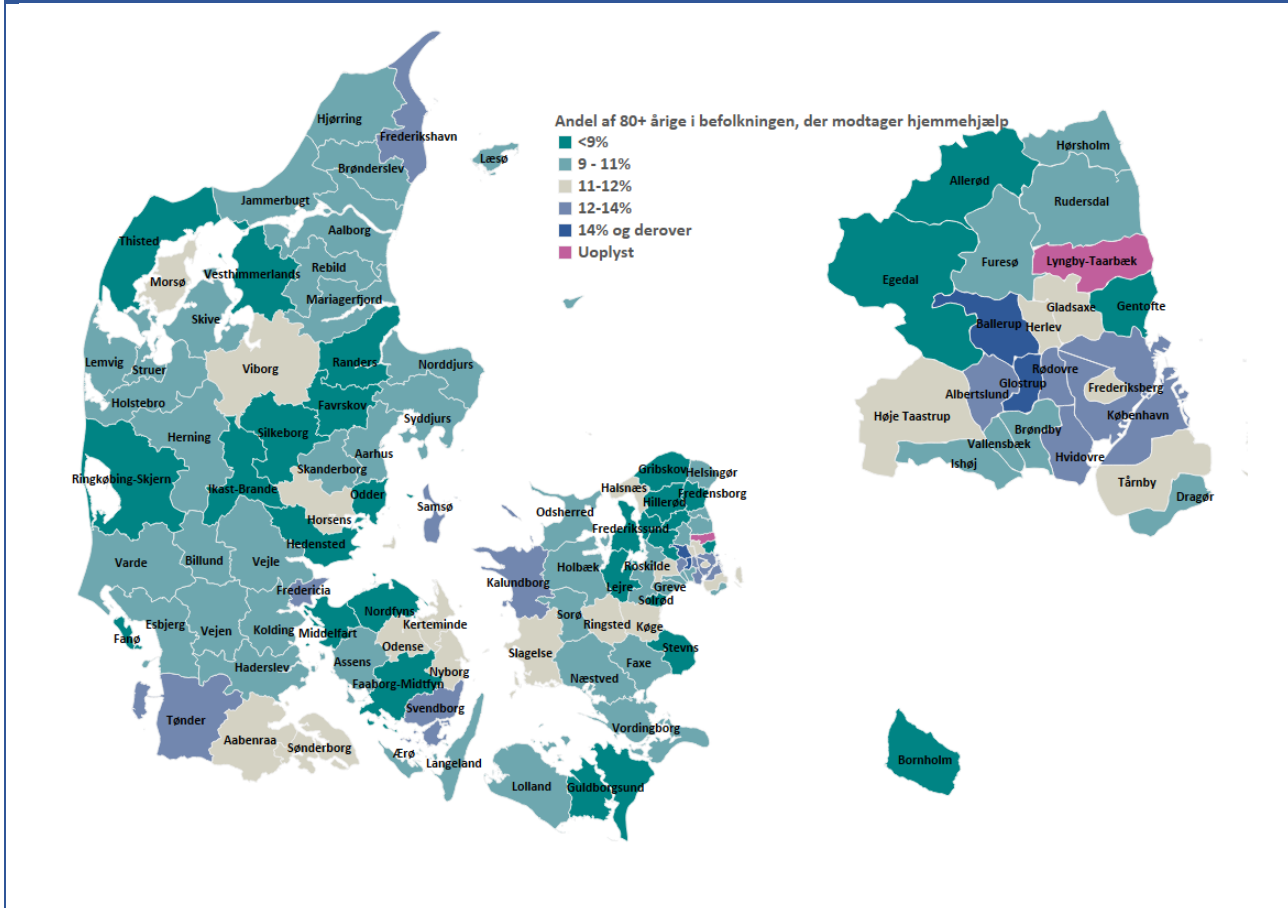 Andel af 80+ årige i befolkningen, der modtager hjemmehjælp
<9%
9 - 11%
11-12%
12-14%
14% og derover
Uoplyst
Hjørring
Frederikshavn
Læsø
Brønderslev
Jammerbugt
Aalborg
Thisted
Vesthimmerlands
Rebild
Morsø
Mariagerfjord
Skive
Lemvig
Struer
Viborg
Randers
Norddjurs
Holstebro
Favrskov
Syddjurs
Herning
Silkeborg
Aarhus
Skanderborg
Ringkøbing-Skjern
Ikast-Brande
Odder
Horsens
Samsø
Hedensted
Varde
Billund
Vejle
Fredericia
Nordfyns
Esbjerg
Vejen
Kolding
Middelfart
Kerteminde
Fanø
Odense
Haderslev
Assens
Nyborg
Faaborg-Midtfyn
Tønder
Svendborg
Aabenraa
Sønderborg
Ærø
Langeland
Gribskov
Helsingør
Halsnæs
Hillerød
Fredensborg
Odsherred
Frederikssund
Kalundborg
Holbæk
Roskilde
Lejre
Greve
Solrød
Sorø
Ringsted
Køge
Slagelse
Stevns
Faxe
Næstved
Vordingborg
Lolland
Guldborgsund
Hørsholm
Allerød
Rudersdal
Furesø
Lyngby-Taarbæk
Egedal
Gladsaxe
Gentofte
Ballerup
Herlev
Rødovre
Glostrup
Frederiksberg
Albertslund
Høje Taastrup
København
Brøndby
Vallensbæk
Hvidovre
Ishøj
Tårnby
Dragør
Bornholm